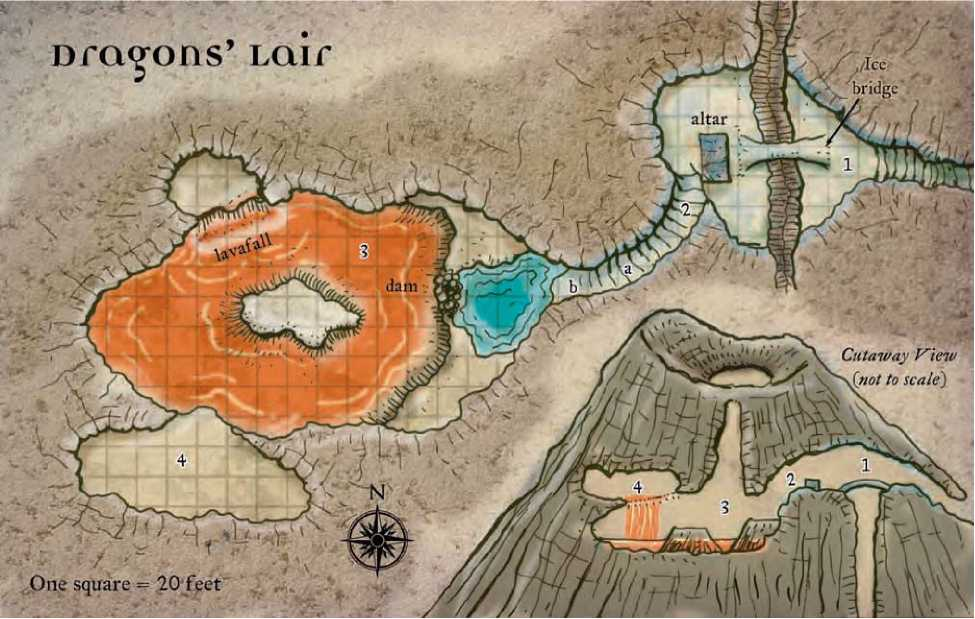 Dragons' Lair
Ice
bridge
altar
1
2
3
lavafall
a
b
dam
Cutaway View
(not to scale)
4
1
2
4
3
N
One square = 20 feet